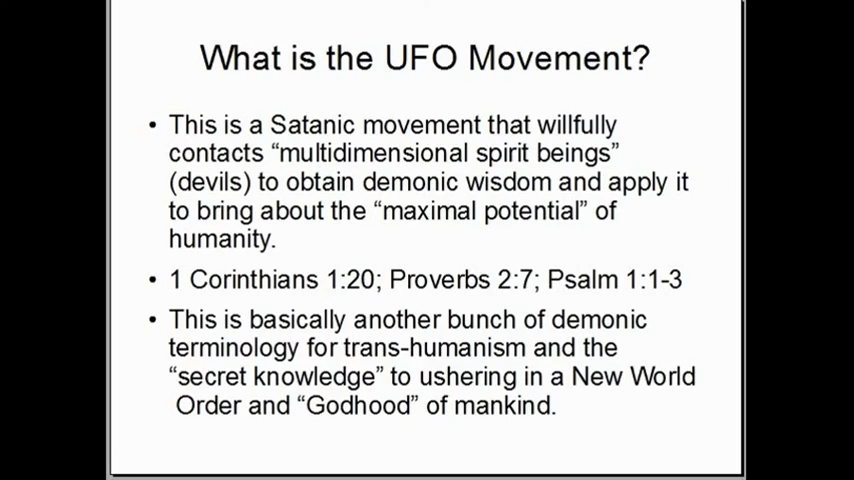 What is the UFO Movement?
• This is a Satanic movement that willfully
contacts “multidimensional spirit beings”
(devils) to obtain demonic wisdom and apply it
to bring about the “maximal potential” of
humanity.
• 1 Corinthians 1:20; Proverbs 2:7; Psalm 1:1-3
• This is basically another bunch of demonic
terminology for trans-humanism and the
“secret knowledge” to ushering in a New World
Order and “Godhood” of mankind.